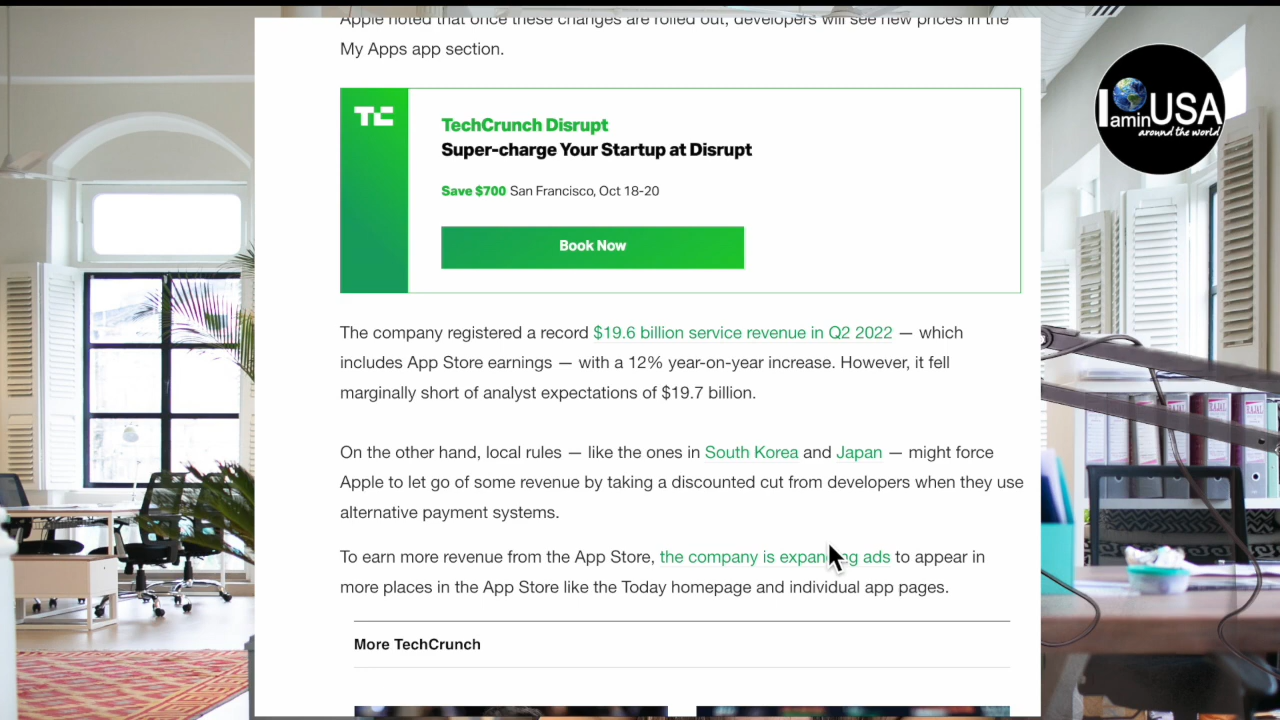 Apple noted that once these changes are rolled out, developers will see new prices in the
My Apps app section.
TC
TechCrunch Disrupt
Super-charge Your Startup at Disrupt
Save $700 San Francisco, Oct 18-20
Book Now
The company registered a record $19.6 billion service revenue in Q2 2022 — which
includes App Store earnings — with a 12% year-on-year increase. However, it fell
marginally short of analyst expectations of $19.7 billion.
On the other hand, local rules — like the ones in South Korea and Japan — might force
Apple to let go of some revenue by taking a discounted cut from developers when they use
alternative payment systems.
To earn more revenue from the App Store, the company is expanding ads to appear in
more places in the App Store like the Today homepage and individual app pages.
More TechCrunch
I am in USA
around the world